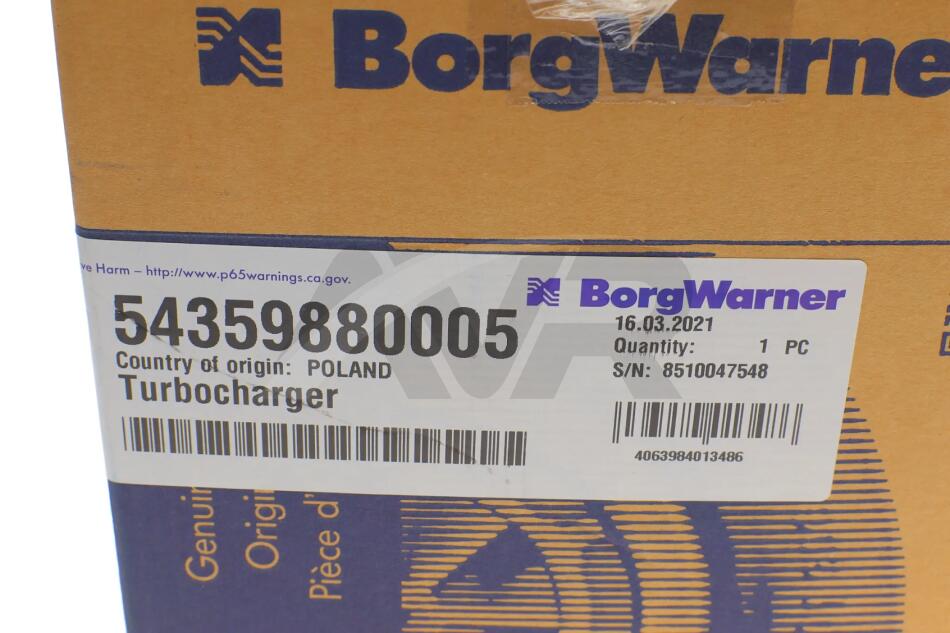 BorgWarne
ve Harm – http://www.p65warnings.ca.gov.
BorgWarner
54359880005
16.03.2021
Quantity: 1 PC
Country of origin: POLAND
S/N: 8510047548
Turbocharger
4063984013486
Genuin
Origi
Pièce d'